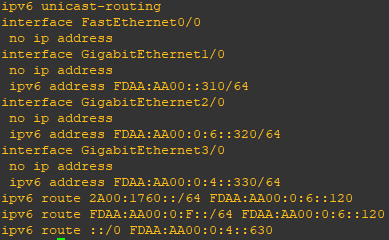 ipv6 unicast-routing
interface FastEthernet0/0
 no ip address
interface GigabitEthernet1/0
 no ip address
 ipv6 address FDAA:AA00::310/64
interface GigabitEthernet2/0
 no ip address
 ipv6 address FDAA:AA00:0:6::320/64
interface GigabitEthernet3/0
 no ip address
 ipv6 address FDAA:AA00:0:4::330/64
ipv6 route 2A00:1760::/64 FDAA:AA00:0:6::120
ipv6 route FDAA:AA00:0:F::/64 FDAA:AA00:0:6::120
ipv6 route ::/0 FDAA:AA00:0:4::630